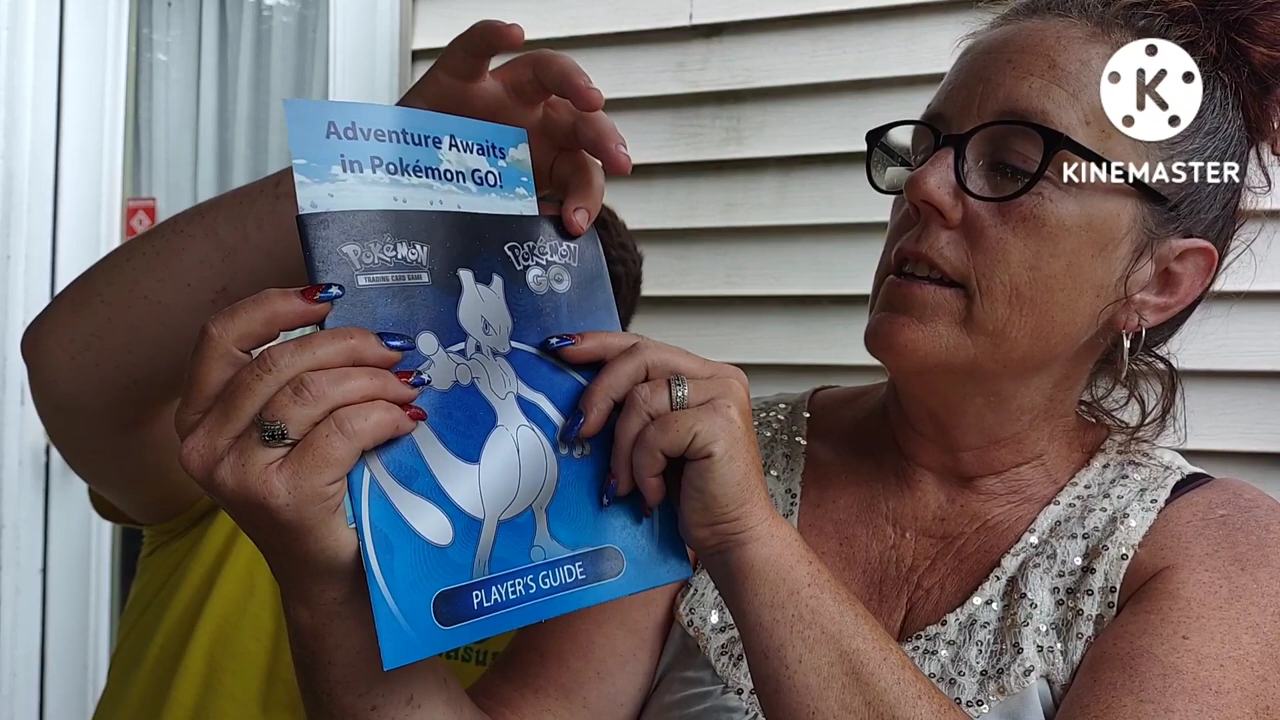 Adventure Awaits
in Pokémon GO!
POKéMON
TRADING CARD GAME
POKéMON
GO
PLAYER'S GUIDE
K
KINEMASTER